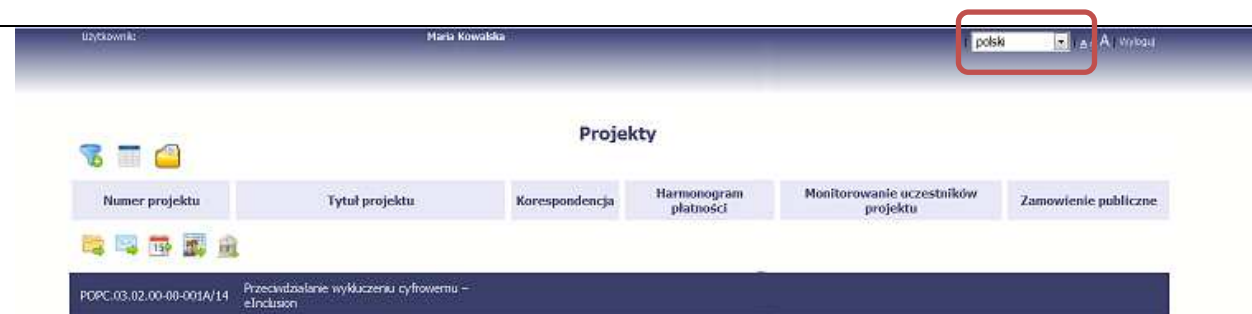 Użytkownik: Maria Kowalska | polski | A A | Wyloguj
Projekty
Numer projektu Tytuł projektu Korespondencja Harmonogram płatności Monitorowanie uczestników projektu Zamowienie publiczne
POPC.03.02.00-00-001A/14 Przeciwdziałanie wykluczeniu cyfrowemu –
eInclusion